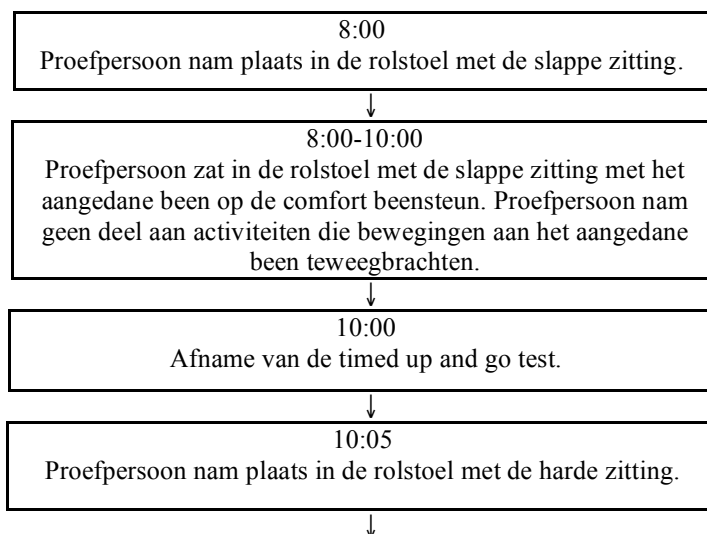 8:00
Proefpersoon nam plaats in de rolstoel met de slappe zitting.
↓
8:00-10:00
Proefpersoon zat in de rolstoel met de slappe zitting met het
aangedane been op de comfort beensteun. Proefpersoon nam
geen deel aan activiteiten die bewegingen aan het aangedane
been teweegbrachten.
↓
10:00
Afname van de timed up and go test.
↓
10:05
Proefpersoon nam plaats in de rolstoel met de harde zitting.
↓